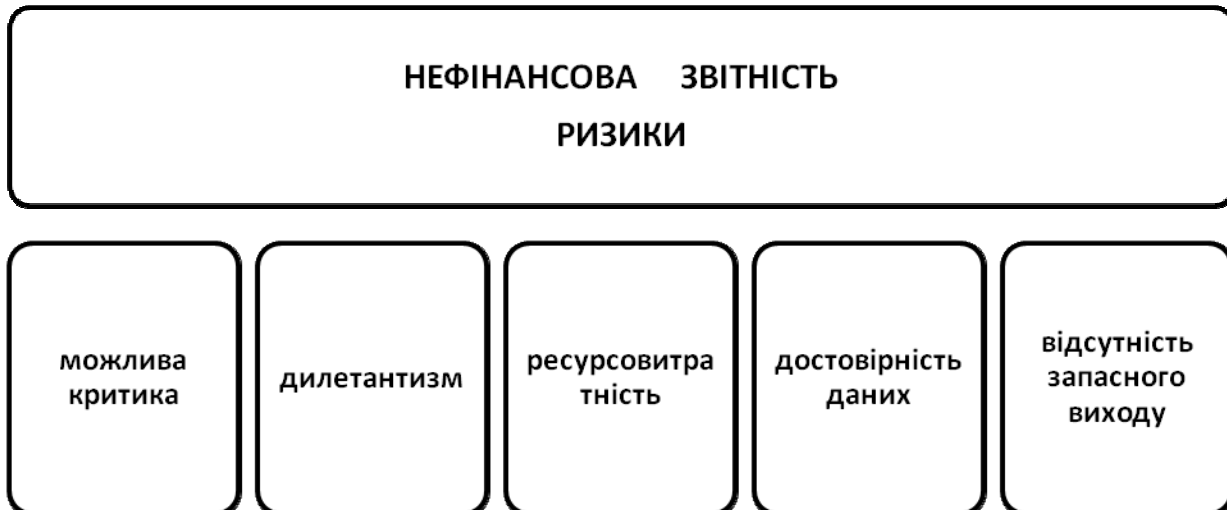 НЕФІНАНСОВА ЗВІТНІСТЬ
РИЗИКИ
можлива
критика
дилетантизм
ресурсовитра
тність
достовірність
даних
відсутність
запасного
виходу